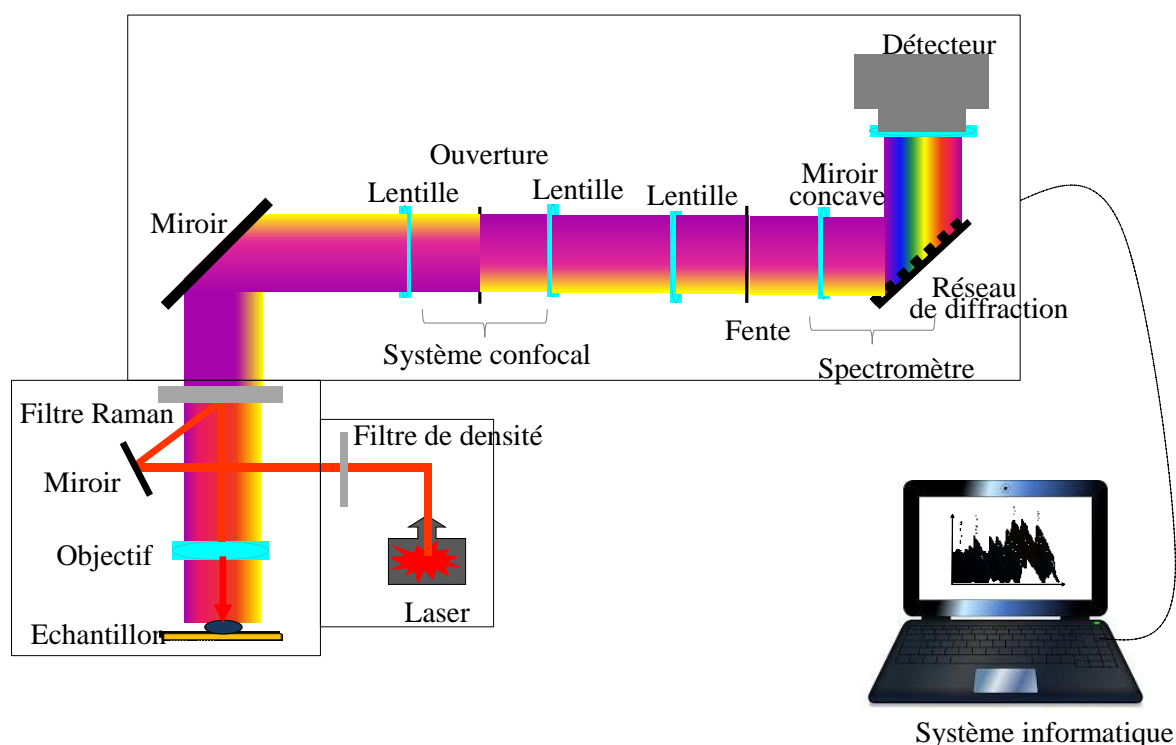 Détecteur
Ouverture
Lentille
Lentille
Lentille
Miroir
concave
Miroir
Réseau
de diffraction
Fente
Système confocal
Spectromètre
Filtre Raman
Filtre de densité
Miroir
Objectif
Laser
Echantillon
Système informatique